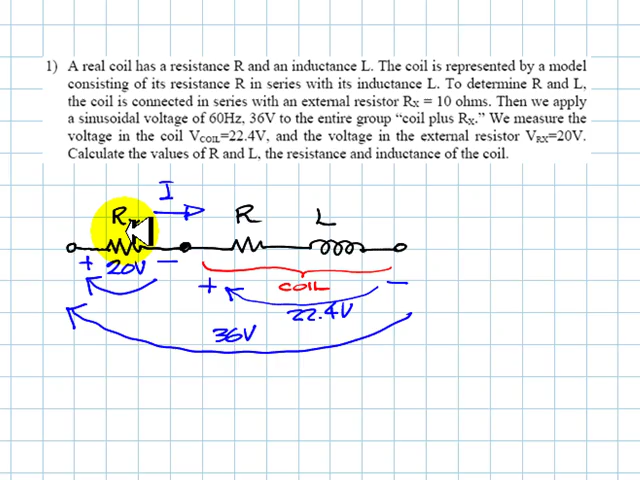 1) A real coil has a resistance R and an inductance L. The coil is represented by a model
consisting of its resistance R in series with its inductance L. To determine R and L,
the coil is connected in series with an external resistor RX = 10 ohms. Then we apply
a sinusoidal voltage of 60Hz, 36V to the entire group “coil plus RX.” We measure the
voltage in the coil VCOIL=22.4V, and the voltage in the external resistor VRX=20V.
Calculate the values of R and L, the resistance and inductance of the coil.
I
R R L
+ 20V −
+ COIL −
22.4V
36V